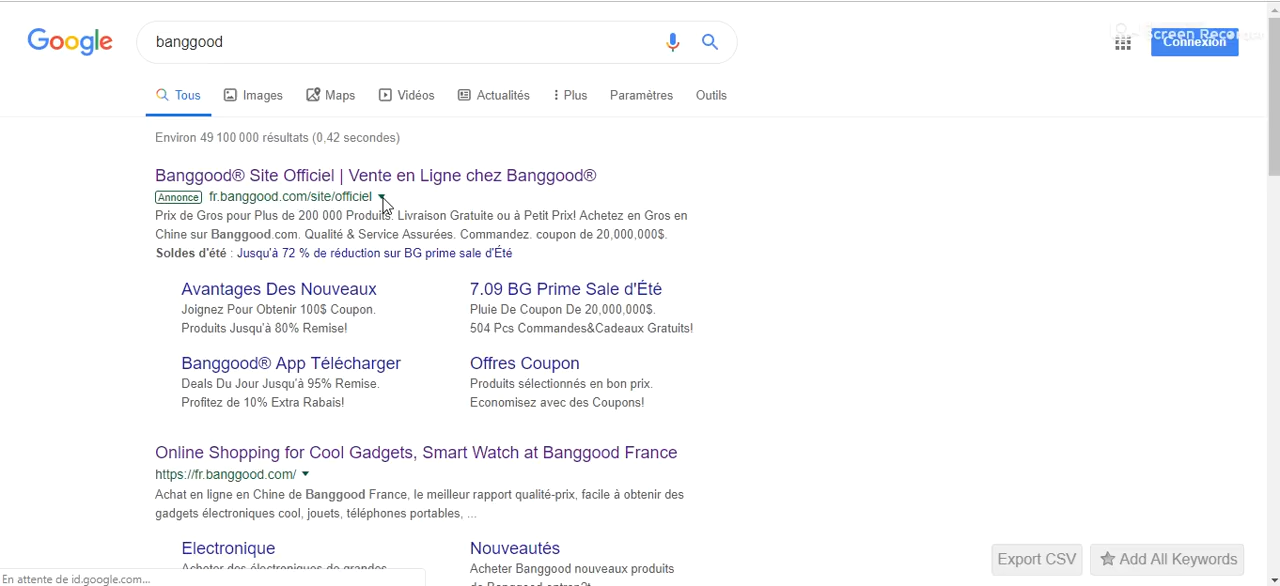 Google
banggood
Screen Recor
Connexion
Tous Images Maps Vidéos Actualités Plus Paramètres Outils
Environ 49 100 000 résultats (0,42 secondes)
Banggood® Site Officiel | Vente en Ligne chez Banggood®
Annonce fr.banggood.com/site/officiel
Prix de Gros pour Plus de 200 000 Produits. Livraison Gratuite ou à Petit Prix! Achetez en Gros en
Chine sur Banggood.com. Qualité & Service Assurées. Commandez. coupon de 20,000,000$.
Soldes d'été : Jusqu'à 72 % de réduction sur BG prime sale d'Été
Avantages Des Nouveaux
Joignez Pour Obtenir 100$ Coupon.
Produits Jusqu'à 80% Remise!
7.09 BG Prime Sale d'Été
Pluie De Coupon De 20,000,000$.
504 Pcs Commandes&Cadeaux Gratuits!
Banggood® App Télécharger
Deals Du Jour Jusqu'à 95% Remise.
Profitez de 10% Extra Rabais!
Offres Coupon
Produits sélectionnés en bon prix.
Economisez avec des Coupons!
Online Shopping for Cool Gadgets, Smart Watch at Banggood France
https://fr.banggood.com/
Achat en ligne en Chine de Banggood France, le meilleur rapport qualité-prix, facile à obtenir des
gadgets électroniques cool, jouets, téléphones portables, ...
Electronique
Acheter des électroniques de grandes
Nouveautés
Acheter Banggood nouveaux produits
Export CSV
Add All Keywords
En attente de id.google.com...